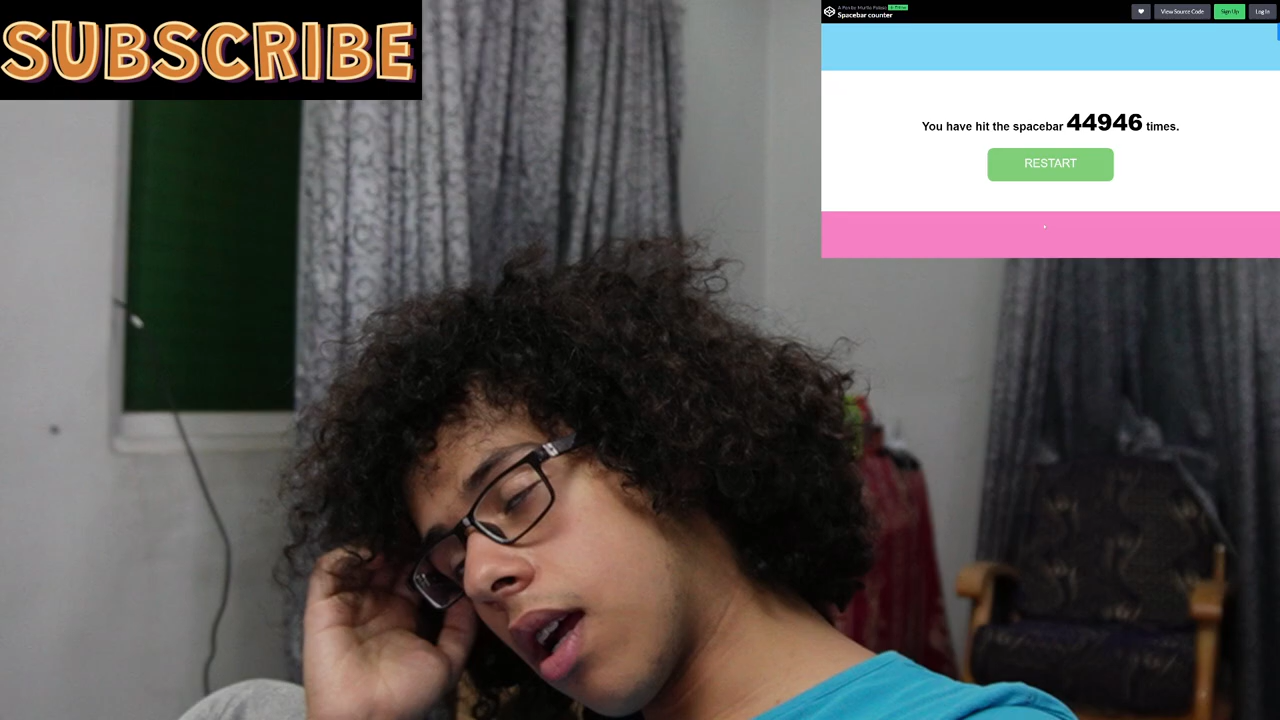 SUBSCRIBE
Spacebar counter
View Source Code
Sign Up
Log In
You have hit the spacebar 44946 times.
RESTART